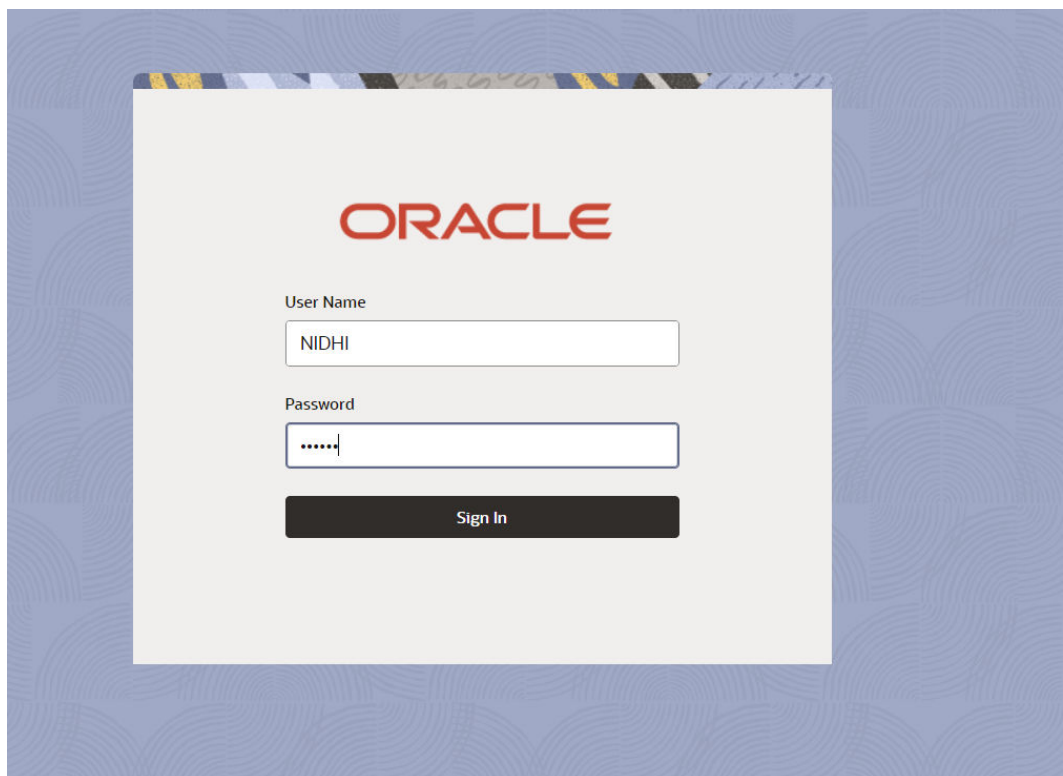 ORACLE
User Name
NIDHI
Password
••••••
Sign In